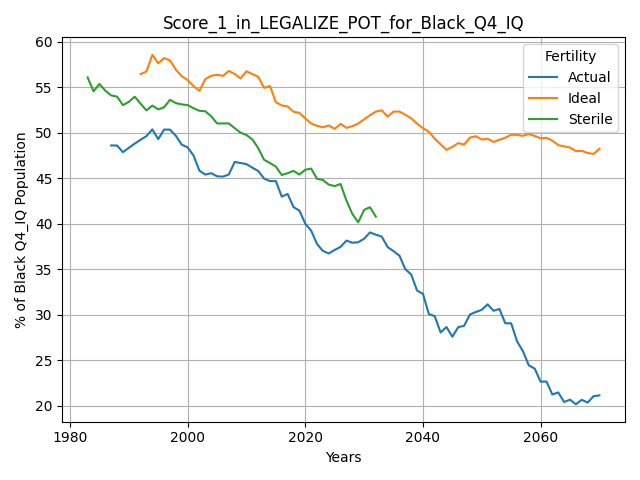 Score_1_in_LEGALIZE_POT_for_Black_Q4_IQ
Fertility
Actual
Ideal
Sterile
% of Black Q4_IQ Population
60
55
50
45
40
35
30
25
20
1980
2000
2020
2040
2060
Years